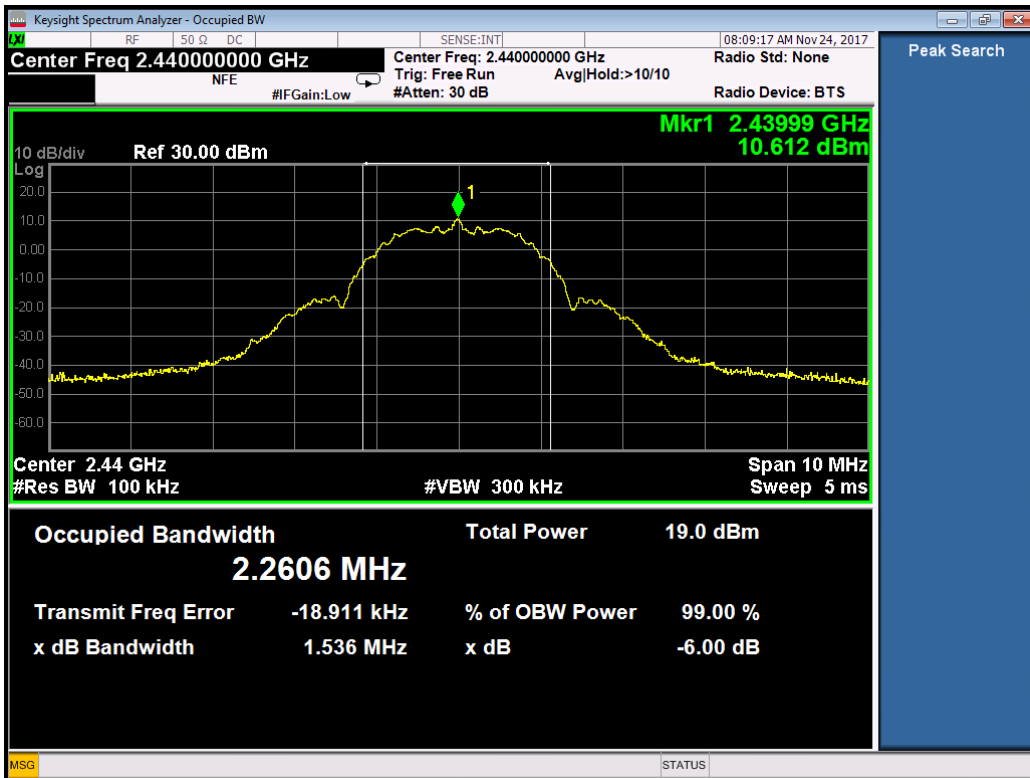 Keysight Spectrum Analyzer - Occupied BW
LXI RF 50 Ω DC SENSE:INT 08:09:17 AM Nov 24, 2017
Center Freq 2.440000000 GHz
NFE
#IFGain:Low
Center Freq: 2.440000000 GHz
Trig: Free Run Avg|Hold:>10/10
#Atten: 30 dB
Radio Std: None
Radio Device: BTS
Peak Search
Mkr1 2.43999 GHz
10.612 dBm
10 dB/div Ref 30.00 dBm
Log
20.0
10.0
0.00
-10.0
-20.0
-30.0
-40.0
-50.0
-60.0
1
Center 2.44 GHz Span 10 MHz
#Res BW 100 kHz #VBW 300 kHz Sweep 5 ms
Occupied Bandwidth Total Power 19.0 dBm
2.2606 MHz
Transmit Freq Error -18.911 kHz % of OBW Power 99.00 %
x dB Bandwidth 1.536 MHz x dB -6.00 dB
MSG STATUS